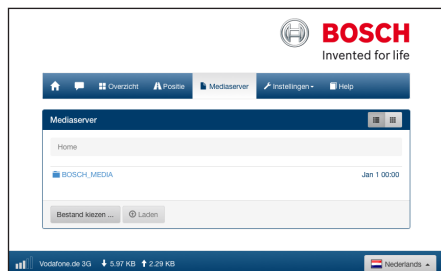 BOSCH
Invented for life
Overzicht Positie Mediaserver Instellingen Help
Mediaserver
Home
BOSCH_MEDIA Jan 1 00:00
Bestand kiezen ... Laden
Vodafone.de 3G 5.97 KB 2.29 KB Nederlands